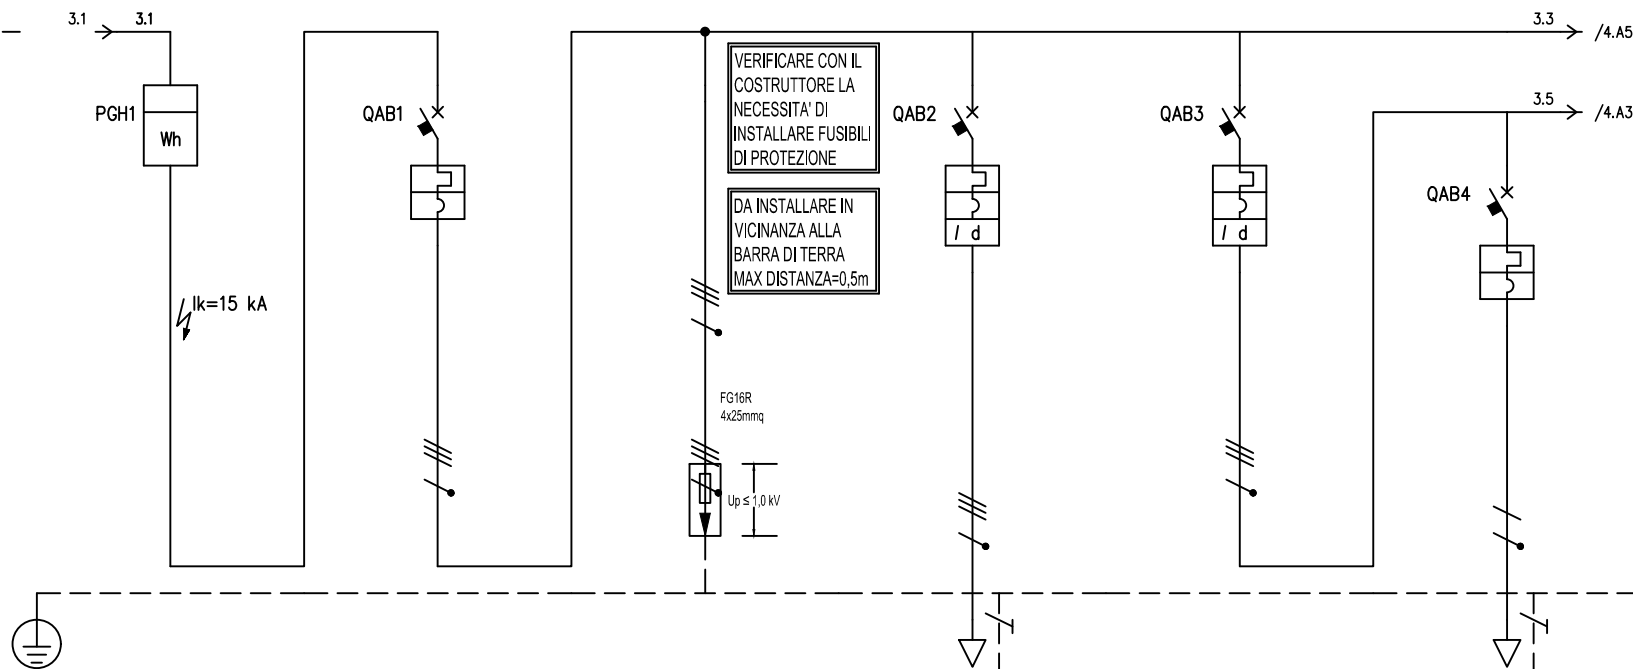 3.1
3.1
3.3
/4.A5
VERIFICARE CON IL
COSTRUTTORE LA
NECESSITA' DI
INSTALLARE FUSIBILI
DI PROTEZIONE
PGH1
Wh
QAB1
QAB2
I d
QAB3
I d
3.5
/4.A3
QAB4
DA INSTALLARE IN
VICINANZA ALLA
BARRA DI TERRA
MAX DISTANZA=0,5m
Ik=15 kA
FG16R
4x25mmq
Up ≤ 1,0 kV